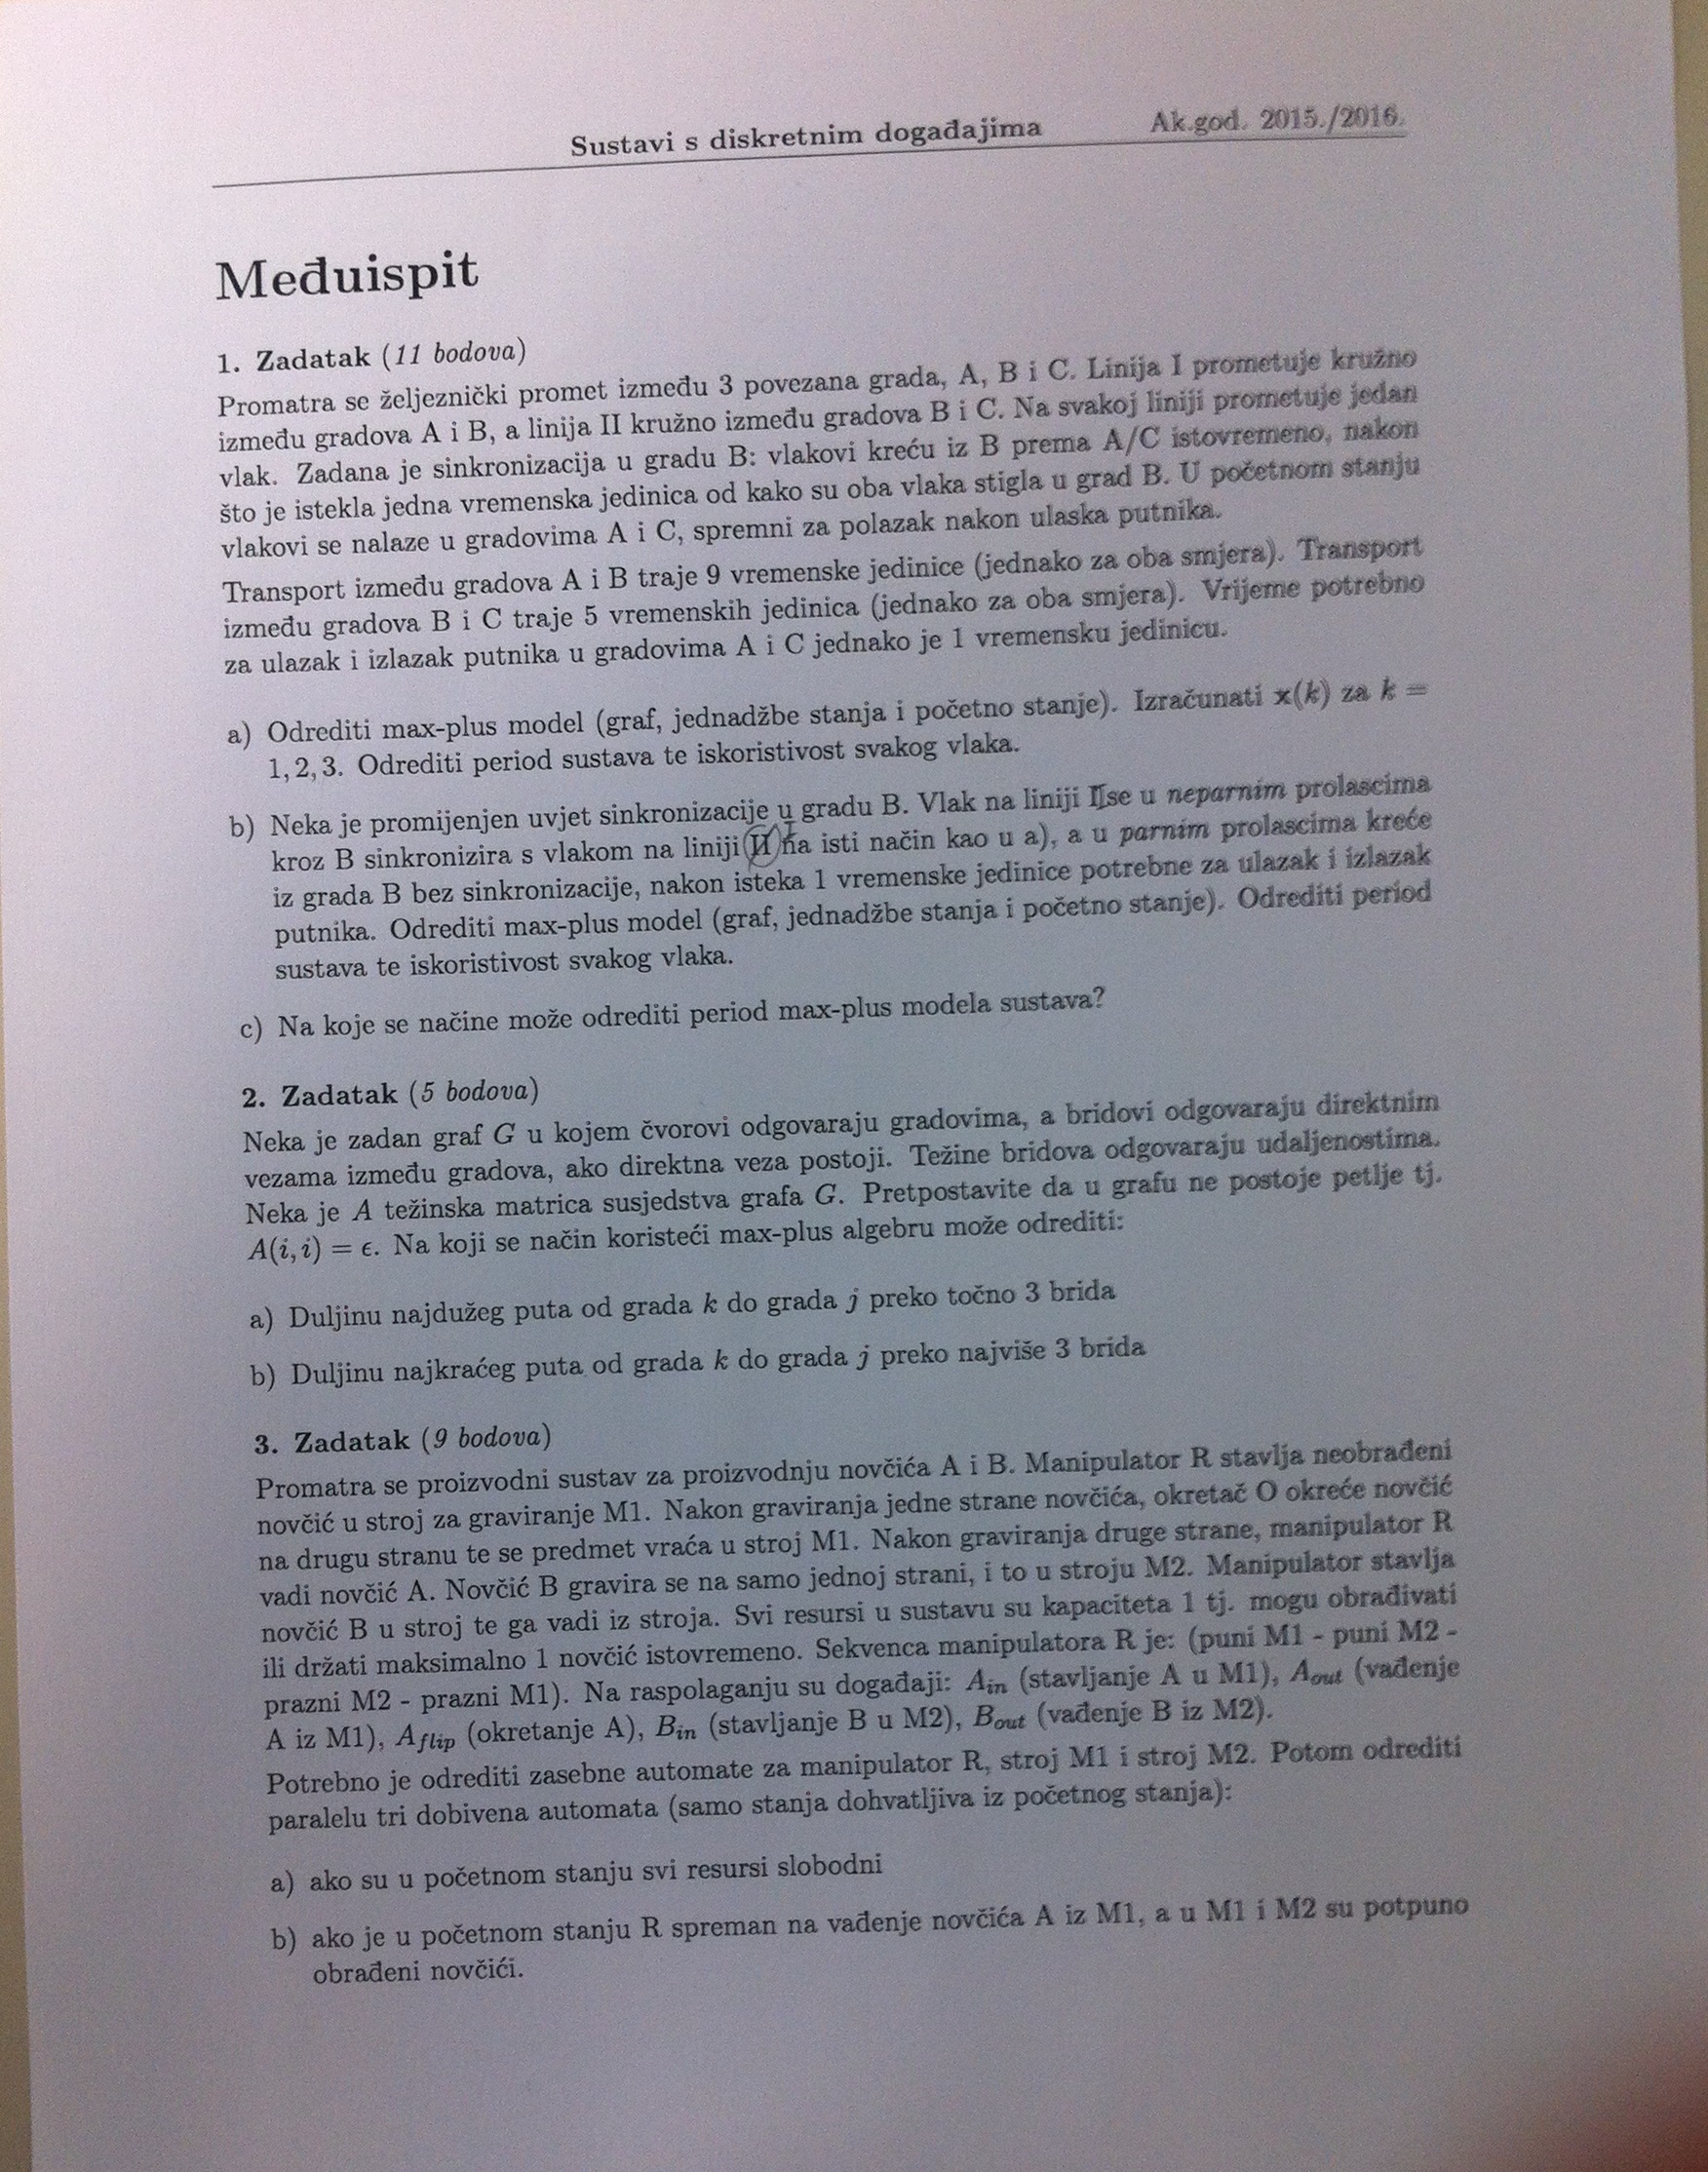 Sustavi s diskretnim događajima Ak.god. 2015./2016.
Međuispit
1. Zadatak (11 bodova)
Promatra se željeznički promet između 3 povezana grada, A, B i C. Linija I prometuje kružno
između gradova A i B, a linija II kružno između gradova B i C. Na svakoj liniji prometuje jedan
vlak. Zadana je sinkronizacija u gradu B: vlakovi kreću iz B prema A/C istovremeno, nakon
što je istekla jedna vremenska jedinica od kako su oba vlaka stigla u grad B. U početnom stanju
vlakovi se nalaze u gradovima A i C, spremni za polazak nakon ulaska putnika.
Transport između gradova A i B traje 9 vremenske jedinice (jednako za oba smjera). Transport
između gradova B i C traje 5 vremenskih jedinica (jednako za oba smjera). Vrijeme potrebno
za ulazak i izlazak putnika u gradovima A i C jednako je 1 vremensku jedinicu.
a) Odrediti max-plus model (graf, jednadžbe stanja i početno stanje). Izračunati x(k) za k =
1, 2, 3. Odrediti period sustava te iskoristivost svakog vlaka.
b) Neka je promijenjen uvjet sinkronizacije u gradu B. Vlak na liniji II se u neparnim prolascima
kroz B sinkronizira s vlakom na liniji I na isti način kao u a), a u parnim prolascima kreće
iz grada B bez sinkronizacije, nakon isteka 1 vremenske jedinice potrebne za ulazak i izlazak
putnika. Odrediti max-plus model (graf, jednadžbe stanja i početno stanje). Odrediti period
sustava te iskoristivost svakog vlaka.
c) Na koje se načine može odrediti period max-plus modela sustava?
2. Zadatak (5 bodova)
Neka je zadan graf G u kojem čvorovi odgovaraju gradovima, a bridovi odgovaraju direktnim
vezama između gradova, ako direktna veza postoji. Težine bridova odgovaraju udaljenostima.
Neka je A težinska matrica susjedstva grafa G. Pretpostavite da u grafu ne postoje petlje tj.
A(i, i) = ϵ. Na koji se način koristeći max-plus algebru može odrediti:
a) Duljinu najdužeg puta od grada k do grada j preko točno 3 brida
b) Duljinu najkraćeg puta od grada k do grada j preko najviše 3 brida
3. Zadatak (9 bodova)
Promatra se proizvodni sustav za proizvodnju novčića A i B. Manipulator R stavlja neobrađeni
novčić u stroj za graviranje M1. Nakon graviranja jedne strane novčića, okretač O okreće novčić
na drugu stranu te se predmet vraća u stroj M1. Nakon graviranja druge strane, manipulator R
vadi novčić A. Novčić B gravira se na samo jednoj strani, i to u stroju M2. Manipulator stavlja
novčić B u stroj te ga vadi iz stroja. Svi resursi u sustavu su kapaciteta 1 tj. mogu obrađivati
ili držati maksimalno 1 novčić istovremeno. Sekvenca manipulatora R je: (puni M1 - puni M2 -
prazni M2 - prazni M1). Na raspolaganju su događaji: Ain (stavljanje A u M1), Aout (vađenje
A iz M1), Aflip (okretanje A), Bin (stavljanje B u M2), Bout (vađenje B iz M2).
Potrebno je odrediti zasebne automate za manipulator R, stroj M1 i stroj M2. Potom odrediti
paralelu tri dobivena automata (samo stanja dohvatljiva iz početnog stanja):
a) ako su u početnom stanju svi resursi slobodni
b) ako je u početnom stanju R spreman na vađenje novčića A iz M1, a u M1 i M2 su potpuno
obrađeni novčići.